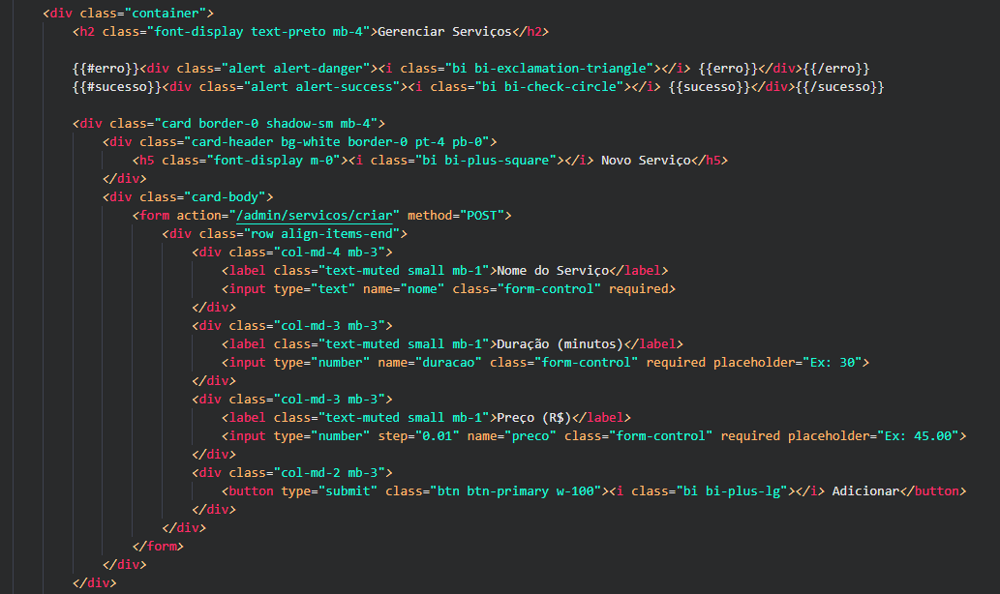 <div class="container">
<h2 class="font-display text-preto mb-4">Gerenciar Serviços</h2>
{{#erro}}<div class="alert alert-danger"><i class="bi bi-exclamation-triangle"></i> {{erro}}</div>{{/erro}}
{{#sucesso}}<div class="alert alert-success"><i class="bi bi-check-circle"></i> {{sucesso}}</div>{{/sucesso}}
<div class="card border-0 shadow-sm mb-4">
<div class="card-header bg-white border-0 pt-4 pb-0">
<h5 class="font-display m-0"><i class="bi bi-plus-square"></i> Novo Serviço</h5>
</div>
<div class="card-body">
<form action="/admin/servicos/criar" method="POST">
<div class="row align-items-end">
<div class="col-md-4 mb-3">
<label class="text-muted small mb-1">Nome do Serviço</label>
<input type="text" name="nome" class="form-control" required>
</div>
<div class="col-md-3 mb-3">
<label class="text-muted small mb-1">Duração (minutos)</label>
<input type="number" name="duracao" class="form-control" required placeholder="Ex: 30">
</div>
<div class="col-md-3 mb-3">
<label class="text-muted small mb-1">Preço (R$)</label>
<input type="number" step="0.01" name="preco" class="form-control" required placeholder="Ex: 45.00">
</div>
<div class="col-md-2 mb-3">
<button type="submit" class="btn btn-primary w-100"><i class="bi bi-plus-lg"></i> Adicionar</button>
</div>
</div>
</form>
</div>
</div>